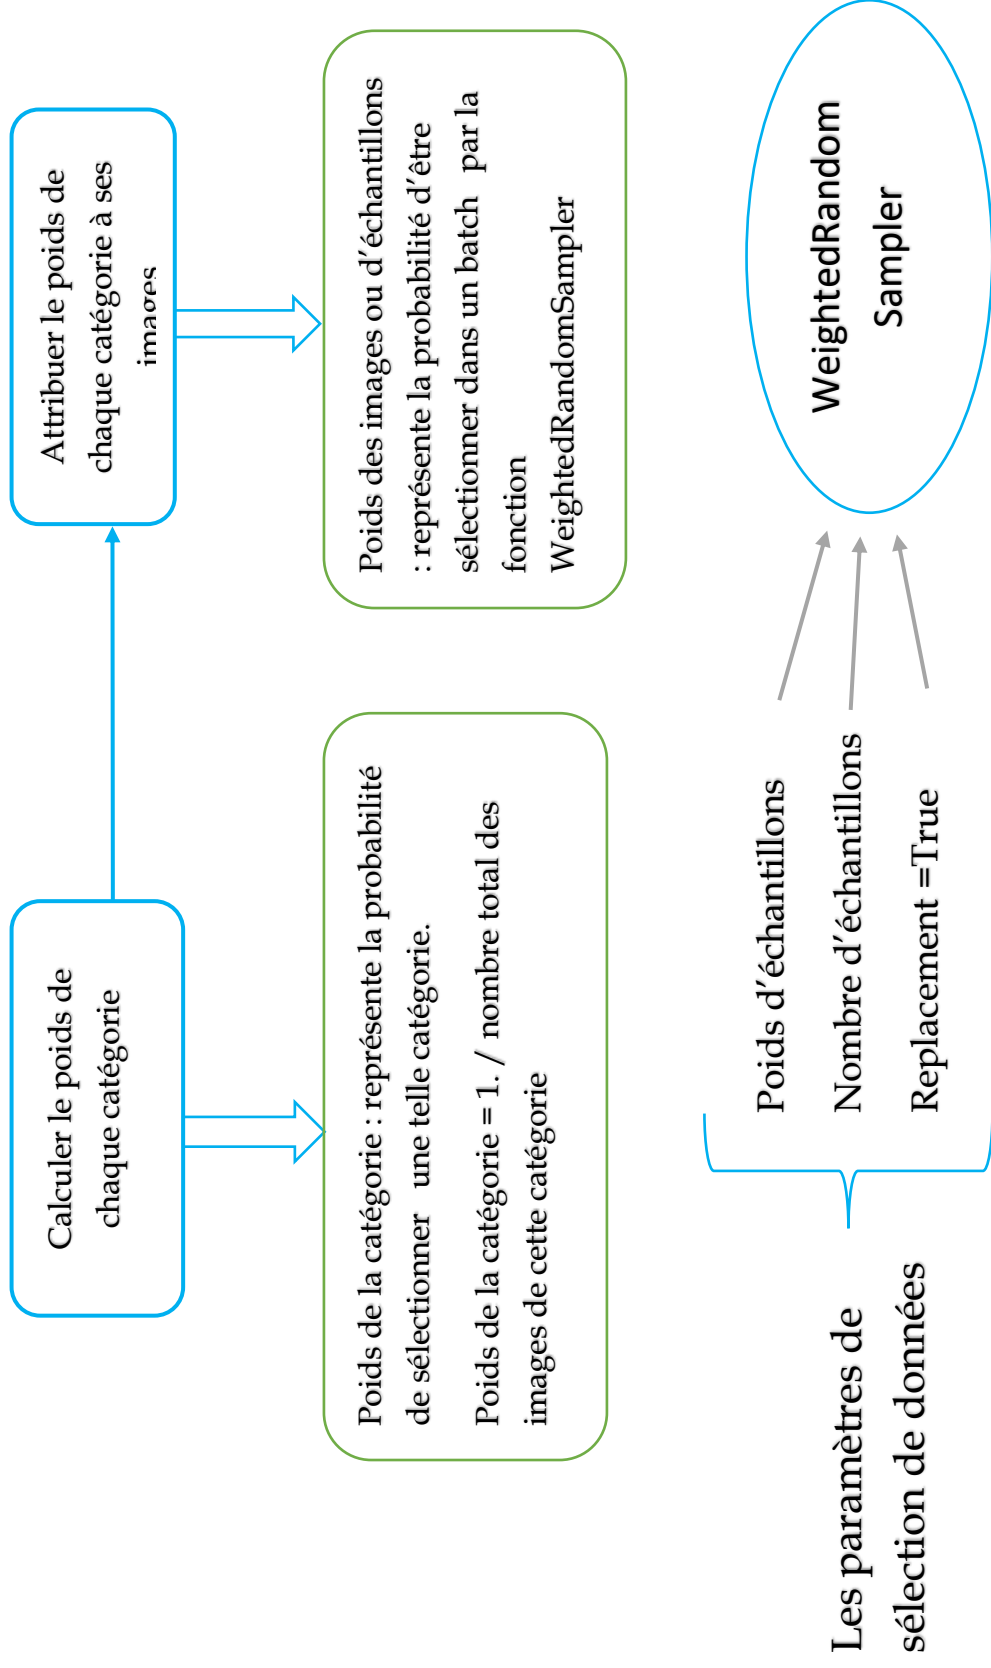 Calculer le poids de
chaque catégorie
Attribuer le poids de
chaque catégorie à ses
images
Poids de la catégorie : représente la probabilité
de sélectionner une telle catégorie.
Poids de la catégorie = 1. / nombre total des
images de cette catégorie
Poids des images ou d'échantillons
: représente la probabilité d'être
sélectionner dans un batch par la
fonction
WeightedRandomSampler
Les paramètres de
sélection de données
Poids d'échantillons
Nombre d'échantillons
Replacement =True
WeightedRandom
Sampler